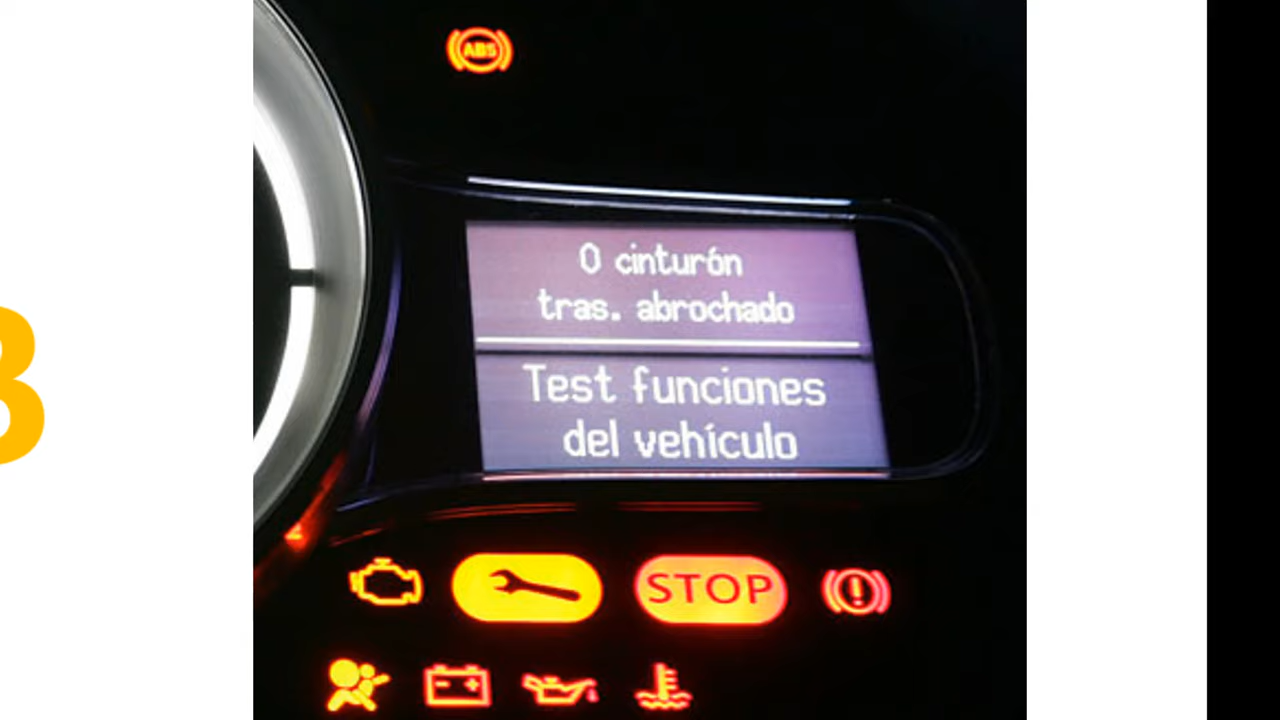 ABS
0 cinturón
tras. abrochado
Test funciones
del vehículo
STOP